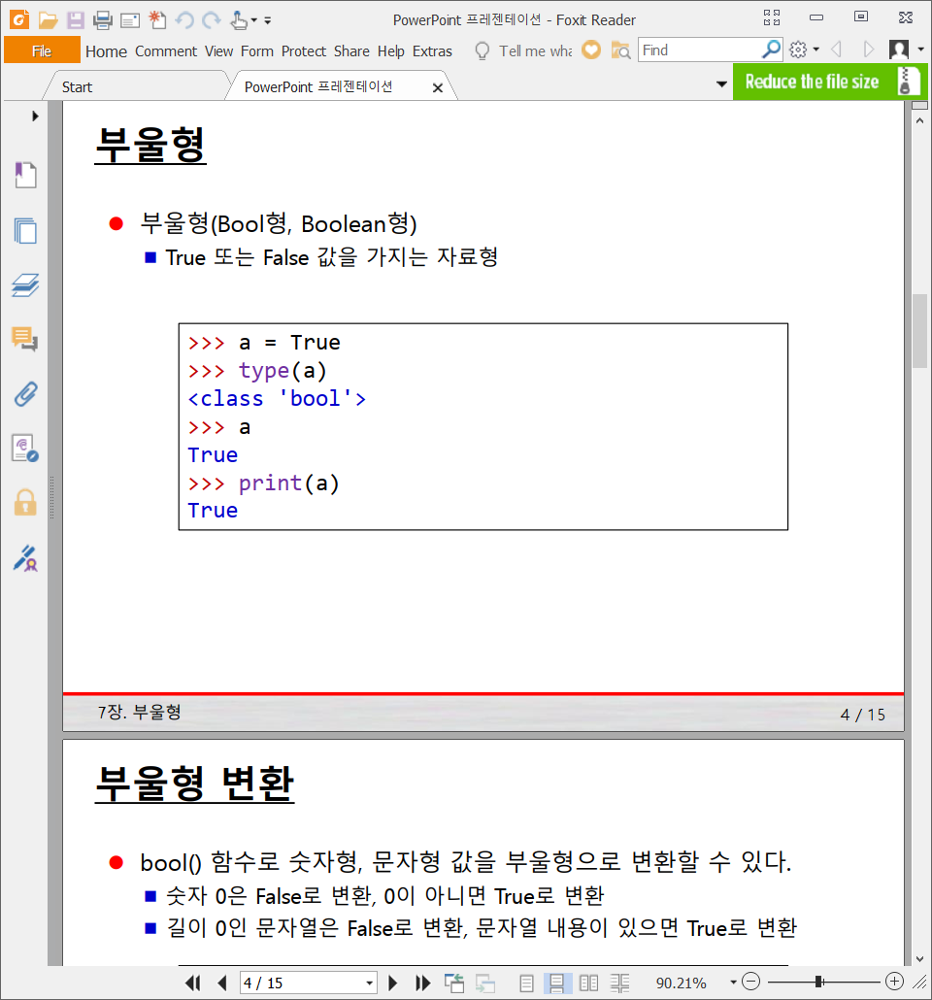 PowerPoint 프레젠테이션 - Foxit Reader
File Home Comment View Form Protect Share Help Extras Tell me wha Find
Start PowerPoint 프레젠테이션 Reduce the file size
부울형
부울형(Bool형, Boolean형)
True 또는 False 값을 가지는 자료형
>>> a = True
>>> type(a)
<class 'bool'>
>>> a
True
>>> print(a)
True
7장. 부울형 4 / 15
부울형 변환
bool() 함수로 숫자형, 문자형 값을 부울형으로 변환할 수 있다.
숫자 0은 False로 변환, 0이 아니면 True로 변환
길이 0인 문자열은 False로 변환, 문자열 내용이 있으면 True로 변환
4 / 15 90.21%